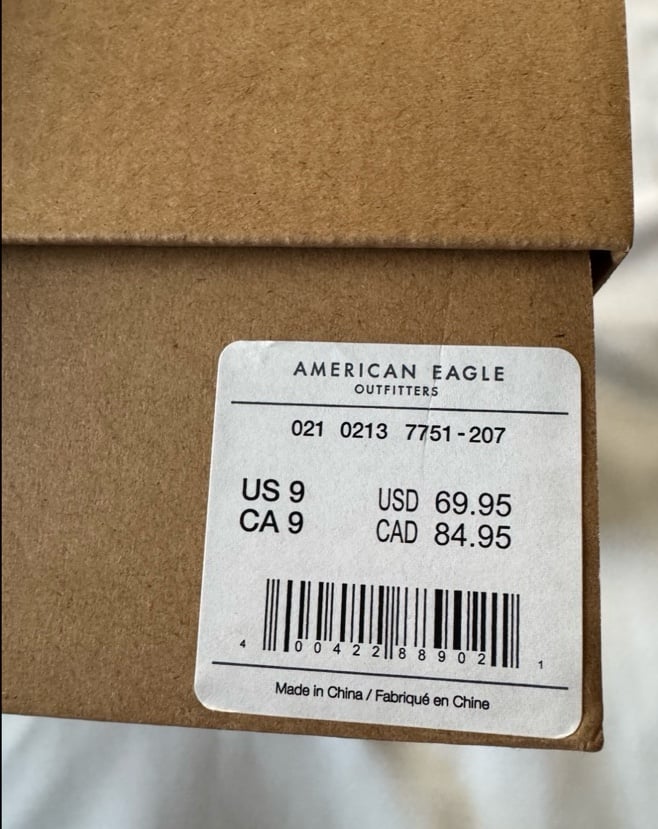 AMERICAN EAGLE
OUTFITTERS
021 0213 7751-207
US 9 USD 69.95
CA 9 CAD 84.95
4 00422 88902 1
Made in China / Fabriqué en Chine